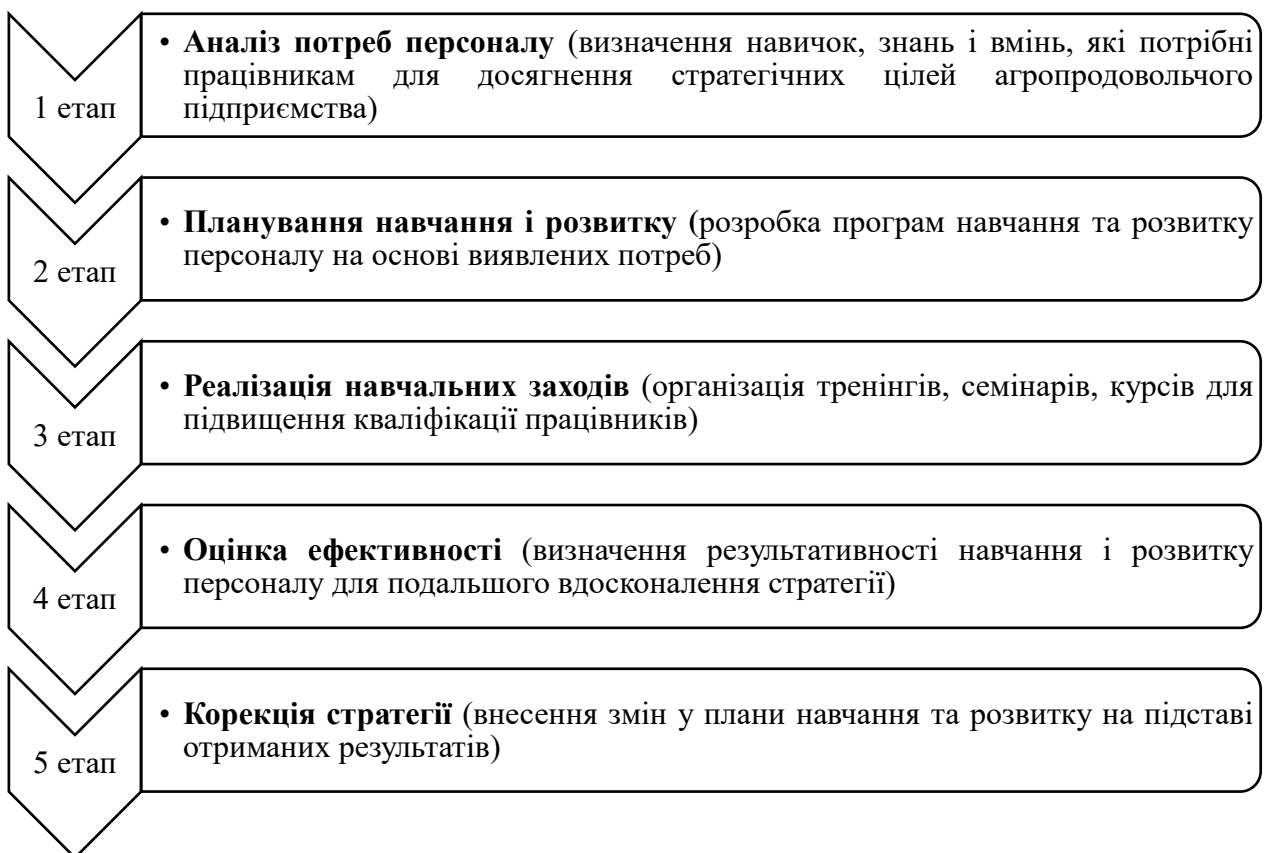 1 етап
• Аналіз потреб персоналу (визначення навичок, знань і вмінь, які потрібні
працівникам для досягнення стратегічних цілей агропродовольчого
підприємства)
2 етап
• Планування навчання і розвитку (розробка програм навчання та розвитку
персоналу на основі виявлених потреб)
3 етап
• Реалізація навчальних заходів (організація тренінгів, семінарів, курсів для
підвищення кваліфікації працівників)
4 етап
• Оцінка ефективності (визначення результативності навчання і розвитку
персоналу для подальшого вдосконалення стратегії)
5 етап
• Корекція стратегії (внесення змін у плани навчання та розвитку на підставі
отриманих результатів)